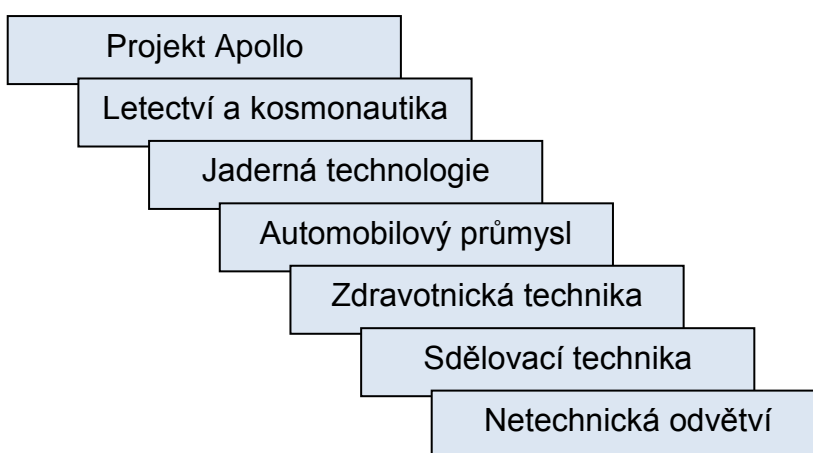 Projekt Apollo
Letectví a kosmonautika
Jaderná technologie
Automobilový průmysl
Zdravotnická technika
Sdělovací technika
Netechnická odvětví